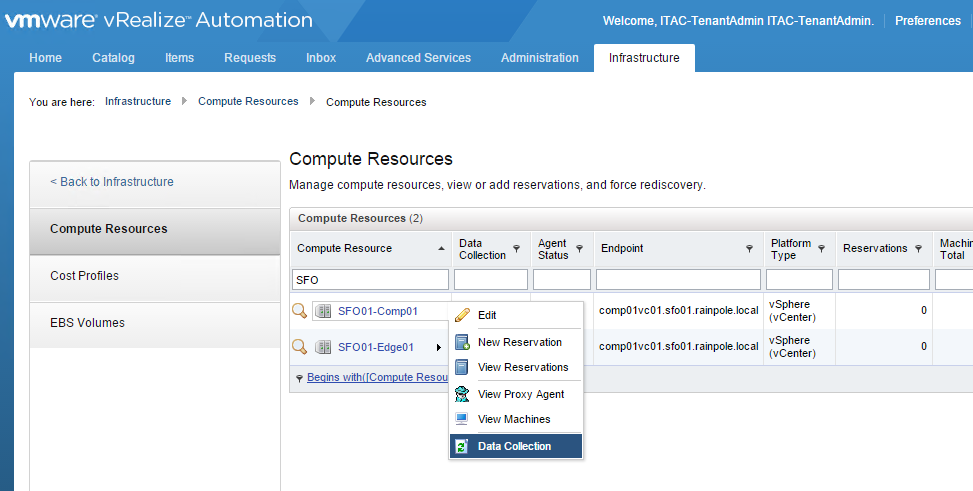 vmware® vRealize™ Automation
Welcome, ITAC-TenantAdmin ITAC-TenantAdmin. Preferences
Home Catalog Items Requests Inbox Advanced Services Administration Infrastructure
You are here: Infrastructure Compute Resources Compute Resources
< Back to Infrastructure
Compute Resources
Cost Profiles
EBS Volumes
Compute Resources
Manage compute resources, view or add reservations, and force rediscovery.
Compute Resources (2)
Compute Resource Data Collection Agent Status Endpoint Platform Type Reservations Machin Total
SFO
SFO01-Comp01 comp01vc01.sfo01.rainpole.local vSphere (vCenter) 0
SFO01-Edge01 comp01vc01.sfo01.rainpole.local vSphere (vCenter) 0
Begins with([Compute Resou
Edit
New Reservation
View Reservations
View Proxy Agent
View Machines
Data Collection